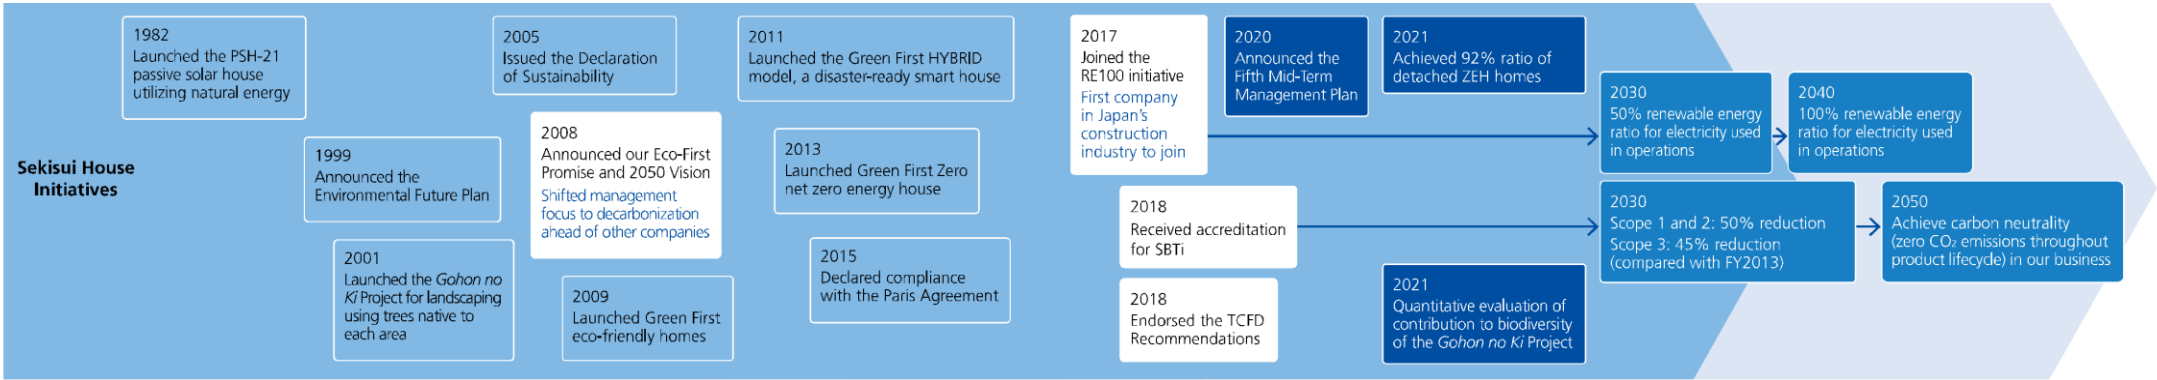 Sekisui House
Initiatives
1982
Launched the PSH-21
passive solar house
utilizing natural energy
1999
Announced the
Environmental Future Plan
2001
Launched the Gohon no
Ki Project for landscaping
using trees native to
each area
2005
Issued the Declaration
of Sustainability
2008
Announced our Eco-First
Promise and 2050 Vision
Shifted management
focus to decarbonization
ahead of other companies
2009
Launched Green First
eco-friendly homes
2011
Launched the Green First HYBRID
model, a disaster-ready smart house
2013
Launched Green First Zero
net zero energy house
2015
Declared compliance
with the Paris Agreement
2017
Joined the
RE100 initiative
First company
in Japan's
construction
industry to join
2018
Received accreditation
for SBTi
2018
Endorsed the TCFD
Recommendations
2020
Announced the
Fifth Mid-Term
Management Plan
2021
Achieved 92% ratio of
detached ZEH homes
2021
Quantitative evaluation of
contribution to biodiversity
of the Gohon no Ki Project
2030
50% renewable energy
ratio for electricity used
in operations
2040
100% renewable energy
ratio for electricity used
in operations
2030
Scope 1 and 2: 50% reduction
Scope 3: 45% reduction
(compared with FY2013)
2050
Achieve carbon neutrality
(zero CO₂ emissions throughout
product lifecycle) in our business